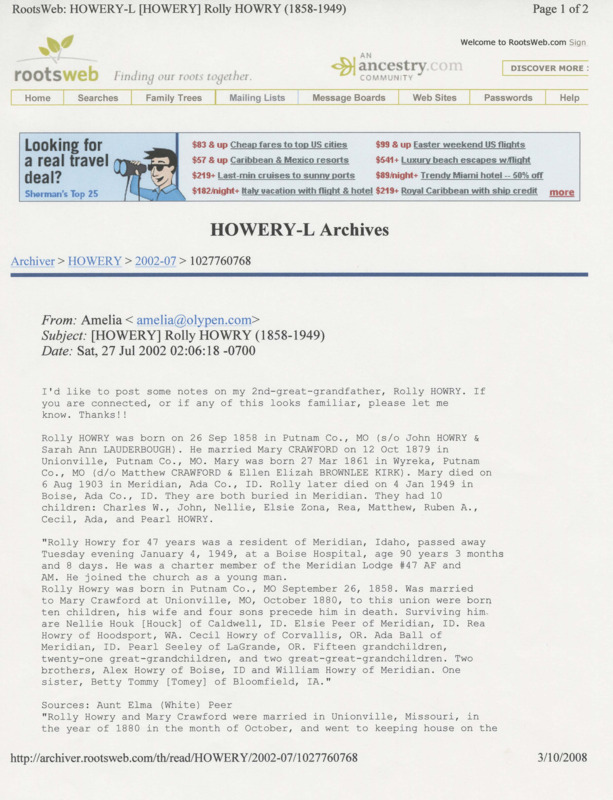 RootsWeb: HOWERY-L [HOWERY] Rolly HOWRY (1858-1949) Page 1 of 2
Welcome to RootsWeb.com Sign
rootsweb Finding our roots together. AN ancestry.com COMMUNITY DISCOVER MORE :
Home Searches Family Trees Mailing Lists Message Boards Web Sites Passwords Help
Looking for a real travel deal?
Sherman's Top 25
$83 & up Cheap fares to top US cities $99 & up Easter weekend US flights
$57 & up Caribbean & Mexico resorts $541+ Luxury beach escapes w/flight
$219+ Last-min cruises to sunny ports $89/night+ Trendy Miami hotel -- 50% off
$182/night+ Italy vacation with flight & hotel $219+ Royal Caribbean with ship credit more
HOWERY-L Archives
Archiver > HOWERY > 2002-07 > 1027760768
From: Amelia < amelia@olypen.com>
Subject: [HOWERY] Rolly HOWRY (1858-1949)
Date: Sat, 27 Jul 2002 02:06:18 -0700
I'd like to post some notes on my 2nd-great-grandfather, Rolly HOWRY. If
you are connected, or if any of this looks familiar, please let me
know. Thanks!!
Rolly HOWRY was born on 26 Sep 1858 in Putnam Co., MO (s/o John HOWRY &
Sarah Ann LAUDERBOUGH). He married Mary CRAWFORD on 12 Oct 1879 in
Unionville, Putnam Co., MO. Mary was born 27 Mar 1861 in Wyreka, Putnam
Co., MO (d/o Matthew CRAWFORD & Ellen Elizah BROWNLEE KIRK). Mary died on
6 Aug 1903 in Meridian, Ada Co., ID. Rolly later died on 4 Jan 1949 in
Boise, Ada Co., ID. They are both buried in Meridian. They had 10
children: Charles W., John, Nellie, Elsie Zona, Rea, Matthew, Ruben A.,
Cecil, Ada, and Pearl HOWRY.
"Rolly Howry for 47 years was a resident of Meridian, Idaho, passed away
Tuesday evening January 4, 1949, at a Boise Hospital, age 90 years 3 months
and 8 days. He was a charter member of the Meridian Lodge #47 AF and
AM. He joined the church as a young man.
Rolly Howry was born in Putnam Co., MO September 26, 1858. Was married
to Mary Crawford at Unionville, MO, October 1880, to this union were born
ten children, his wife and four sons precede him in death. Surviving him
are Nellie Houk [Houck] of Caldwell, ID. Elsie Peer of Meridian, ID. Rea
Howry of Hoodsport, WA. Cecil Howry of Corvallis, OR. Ada Ball of
Meridian, ID. Pearl Seeley of LaGrande, OR. Fifteen grandchildren,
twenty-one great-grandchildren, and two great-great-grandchildren. Two
brothers, Alex Howry of Boise, ID and William Howry of Meridian. One
sister, Betty Tommy [Tomey] of Bloomfield, IA."
Sources: Aunt Elma (White) Peer
"Rolly Howry and Mary Crawford were married in Unionville, Missouri, in
the year of 1880 in the month of October, and went to keeping house on the
http://archiver.rootsweb.com/th/read/HOWERY/2002-07/1027760768 3/10/2008